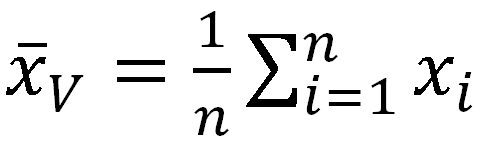 x̄_V = 1/n ∑_{i=1}^{n} x_i